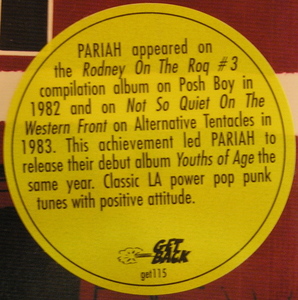 PARIAH appeared on
the Rodney On The Roq #3
compilation album on Posh Boy in
1982 and on Not So Quiet On The
Western Front on Alternative Tentacles in
1983. This achievement led PARIAH to
release their debut album Youths of Age the
same year. Classic LA power pop punk
tunes with positive attitude.
GET
BACK
get115